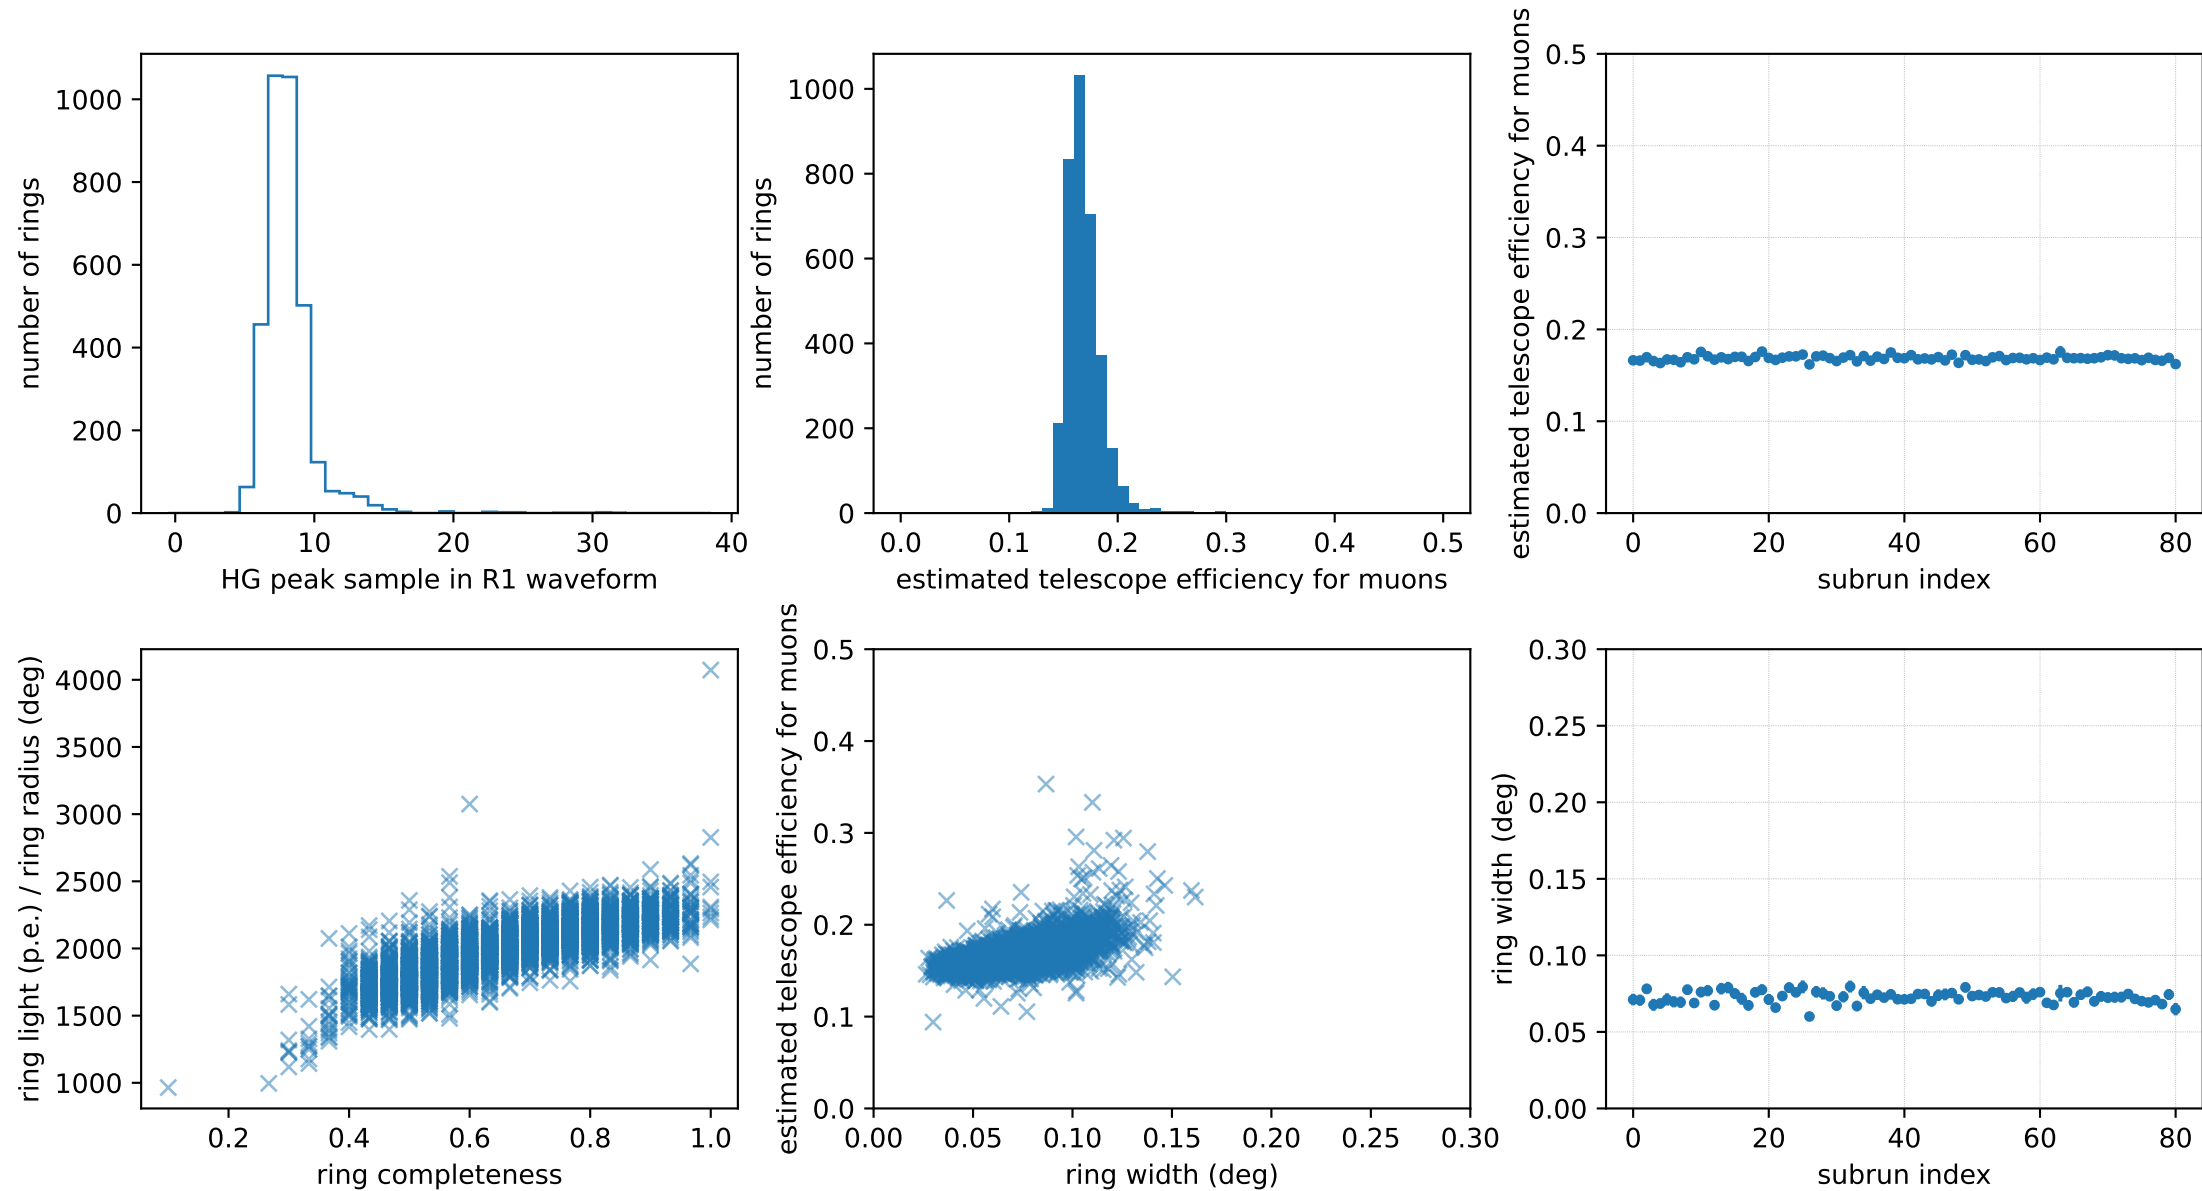 number of rings
1000
800
600
400
200
0
0 10 20 30 40
HG peak sample in R1 waveform
number of rings
1000
800
600
400
200
0
0.0 0.1 0.2 0.3 0.4 0.5
estimated telescope efficiency for muons
estimated telescope efficiency for muons
0.5
0.4
0.3
0.2
0.1
0.0
0 20 40 60 80
subrun index
ring light (p.e.) / ring radius (deg)
4000
3500
3000
2500
2000
1500
1000
0.2 0.4 0.6 0.8 1.0
ring completeness
estimated telescope efficiency for muons
0.5
0.4
0.3
0.2
0.1
0.0
0.00 0.05 0.10 0.15 0.20 0.25 0.30
ring width (deg)
ring width (deg)
0.30
0.25
0.20
0.15
0.10
0.05
0.00
0 20 40 60 80
subrun index